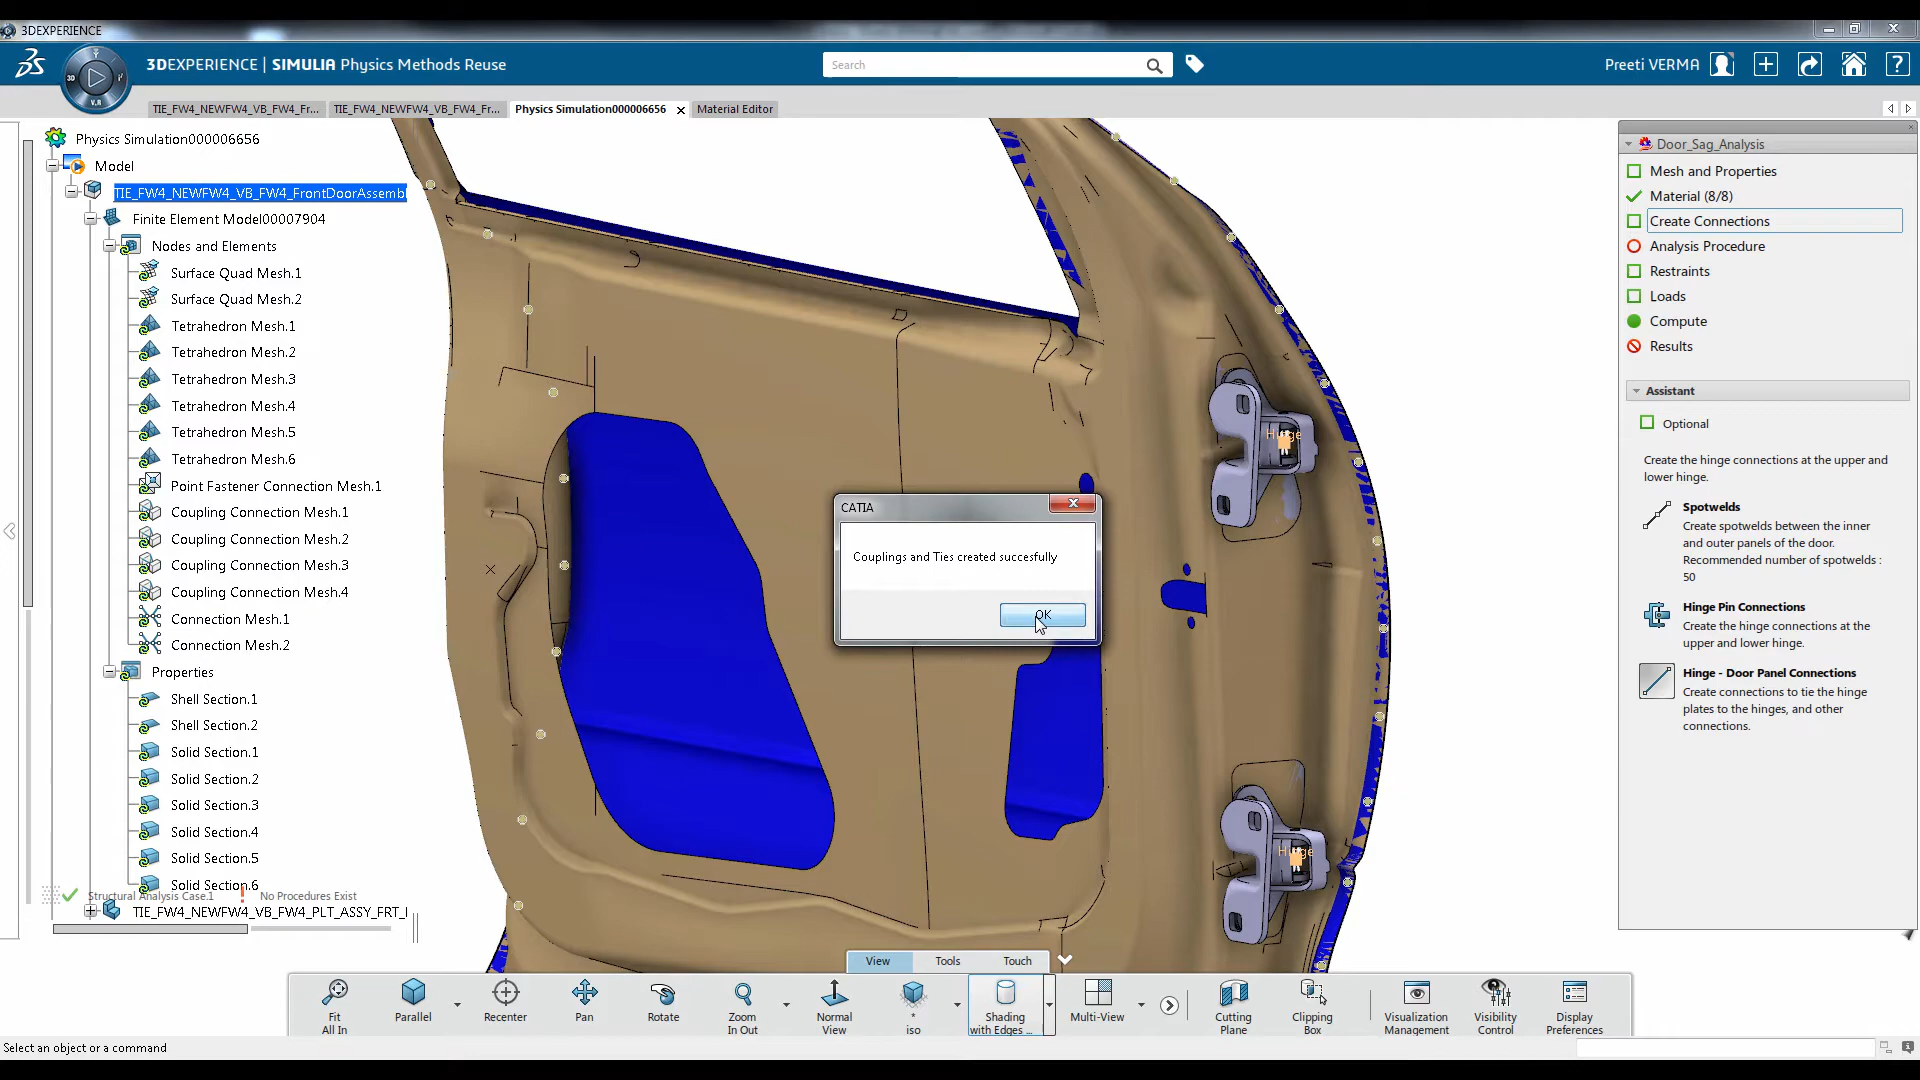 3DEXPERIENCE
3DEXPERIENCE | SIMULIA Physics Methods Reuse
Search
Preeti VERMA
3D
V.R
TIE_FW4_NEWFW4_VB_FW4_Fr...
TIE_FW4_NEWFW4_VB_FW4_Fr...
Physics Simulation000006656
Material Editor
Physics Simulation000006656
Model
TIE_FW4_NEWFW4_VB_FW4_FrontDoorAssembl
Finite Element Model00007904
Nodes and Elements
Surface Quad Mesh.1
Surface Quad Mesh.2
Tetrahedron Mesh.1
Tetrahedron Mesh.2
Tetrahedron Mesh.3
Tetrahedron Mesh.4
Tetrahedron Mesh.5
Tetrahedron Mesh.6
Point Fastener Connection Mesh.1
Coupling Connection Mesh.1
Coupling Connection Mesh.2
Coupling Connection Mesh.3
Coupling Connection Mesh.4
Connection Mesh.1
Connection Mesh.2
Properties
Shell Section.1
Shell Section.2
Solid Section.1
Solid Section.2
Solid Section.3
Solid Section.4
Solid Section.5
Solid Section.6
Structural Analysis Case.1
No Procedures Exist
TIE_FW4_NEWFW4_VB_FW4_PLT_ASSY_FRT_I
Hinge
Hinge
CATIA
Couplings and Ties created succesfully
OK
Door_Sag_Analysis
Mesh and Properties
Material (8/8)
Create Connections
Analysis Procedure
Restraints
Loads
Compute
Results
Assistant
Optional
Create the hinge connections at the upper and
lower hinge.
Spotwelds
Create spotwelds between the inner
and outer panels of the door.
Recommended number of spotwelds :
50
Hinge Pin Connections
Create the hinge connections at the
upper and lower hinge.
Hinge - Door Panel Connections
Create connections to tie the hinge
plates to the hinges, and other
connections.
View
Tools
Touch
Fit
All In
Parallel
Recenter
Pan
Rotate
Zoom
In Out
Normal
View
*
iso
Shading
with Edges ...
Multi-View
Cutting
Plane
Clipping
Box
Visualization
Management
Visibility
Control
Display
Preferences
Select an object or a command